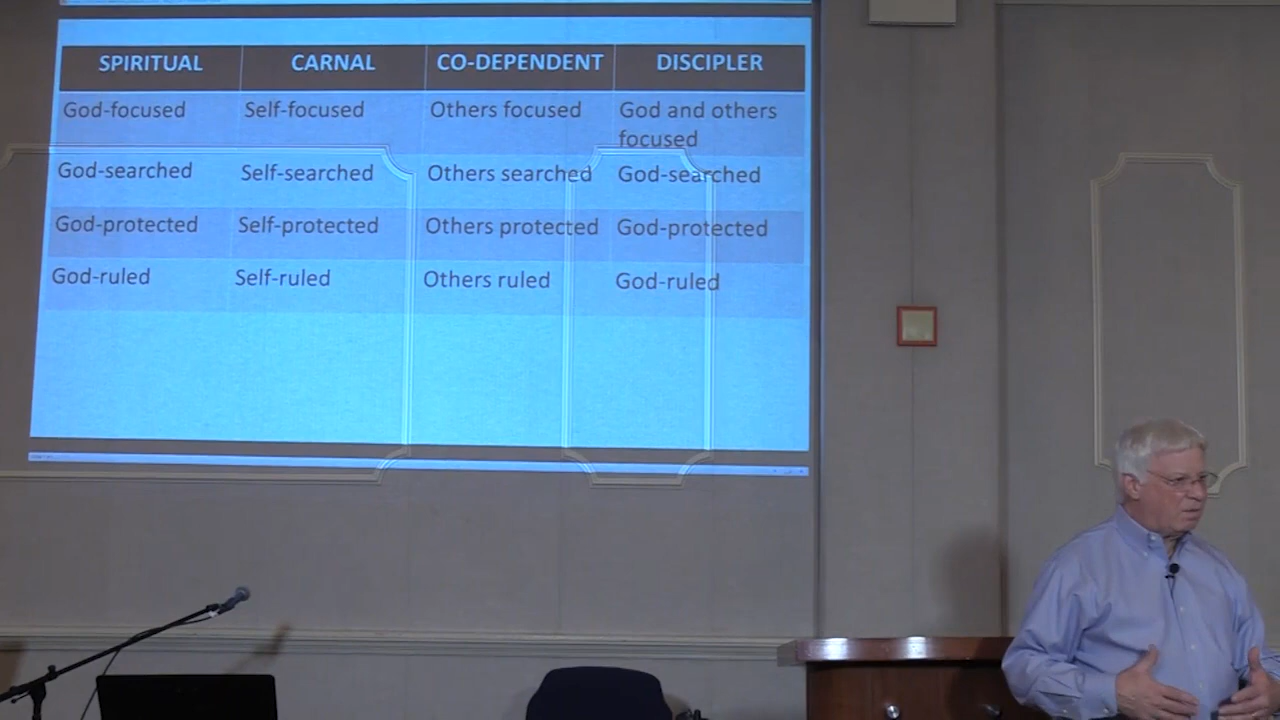 SPIRITUAL CARNAL CO-DEPENDENT DISCIPLER
God-focused Self-focused Others focused God and others
focused
God-searched Self-searched Others searched God-searched
God-protected Self-protected Others protected God-protected
God-ruled Self-ruled Others ruled God-ruled